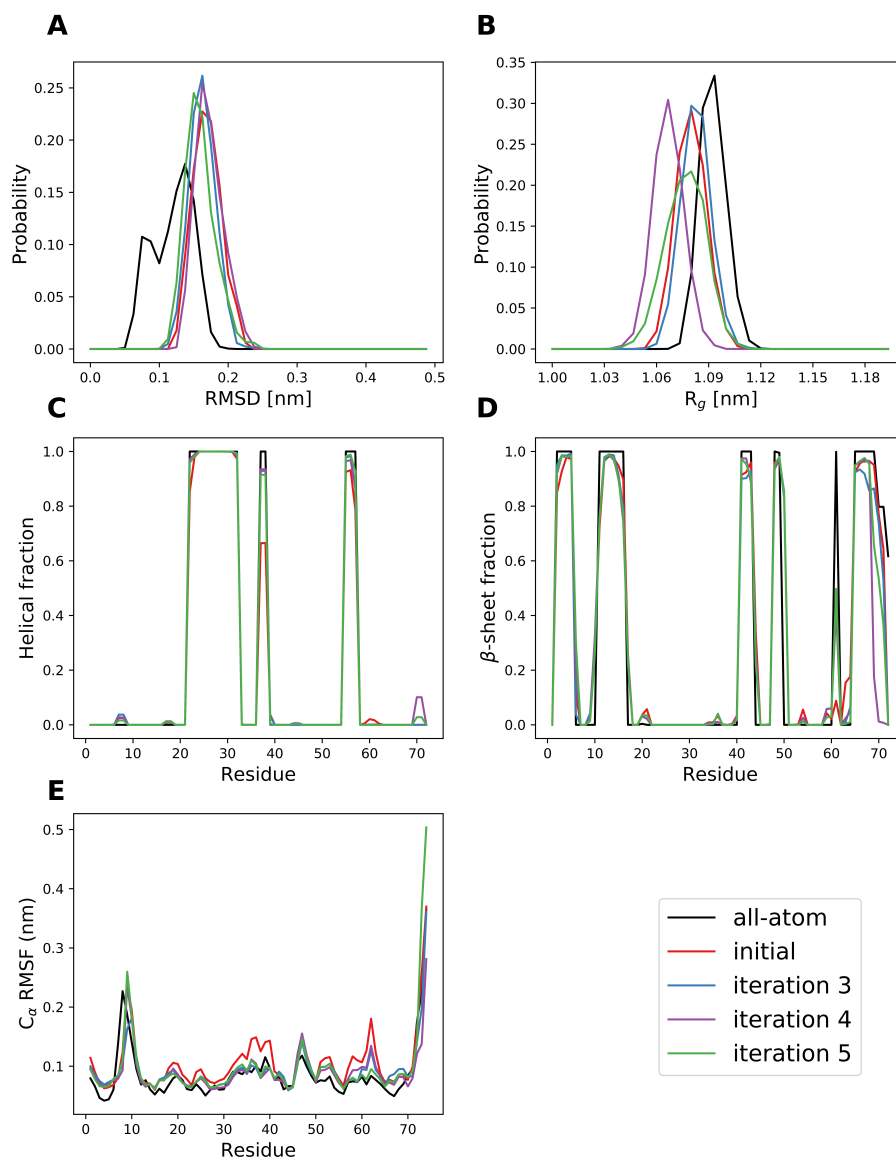 A
B
0.25
0.20
0.15
0.10
0.05
0.00
Probability
0.0 0.1 0.2 0.3 0.4 0.5
RMSD [nm]
0.35
0.30
0.25
0.20
0.15
0.10
0.05
0.00
Probability
1.00 1.03 1.06 1.09 1.12 1.15 1.18
Rg [nm]
C
D
1.0
0.8
0.6
0.4
0.2
0.0
Helical fraction
0 10 20 30 40 50 60 70
Residue
1.0
0.8
0.6
0.4
0.2
0.0
β-sheet fraction
0 10 20 30 40 50 60 70
Residue
E
0.5
0.4
0.3
0.2
0.1
Cα RMSF (nm)
0 10 20 30 40 50 60 70
Residue
all-atom
initial
iteration 3
iteration 4
iteration 5